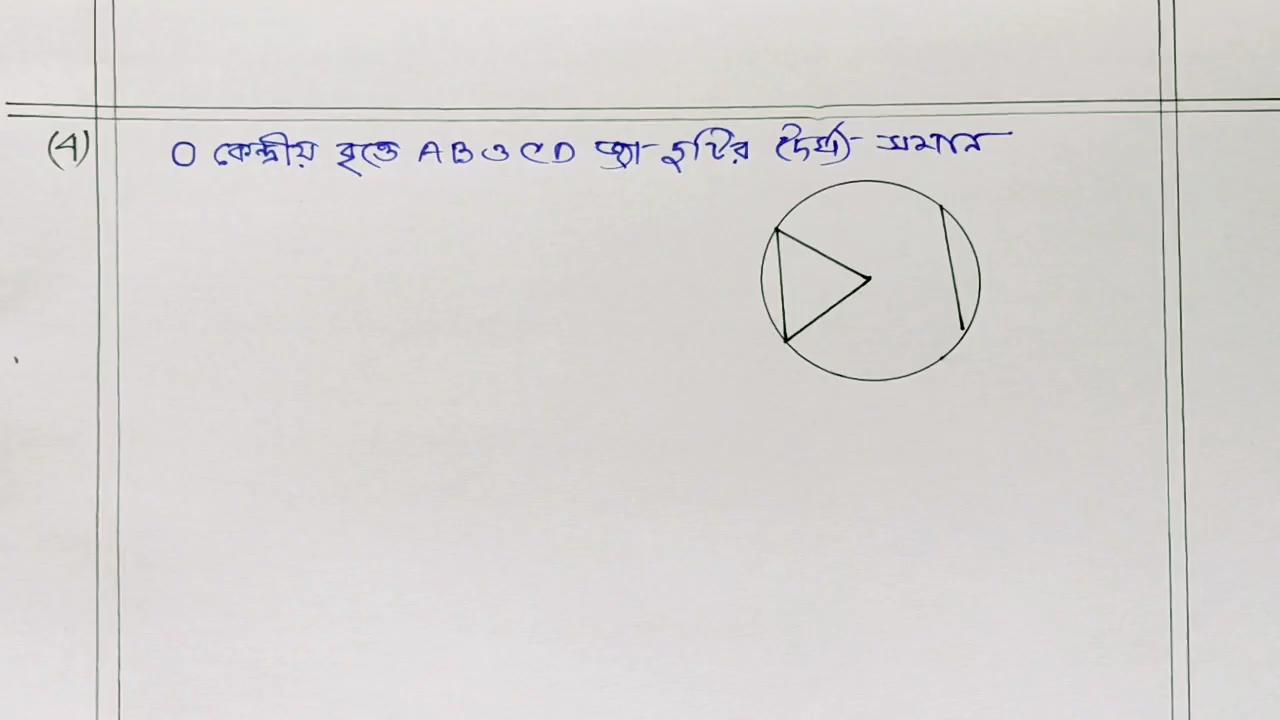 (4) O কেন্দ্রীয় বৃত্তে AB ও CD জ্যা দুটির দৈর্ঘ্য সমান